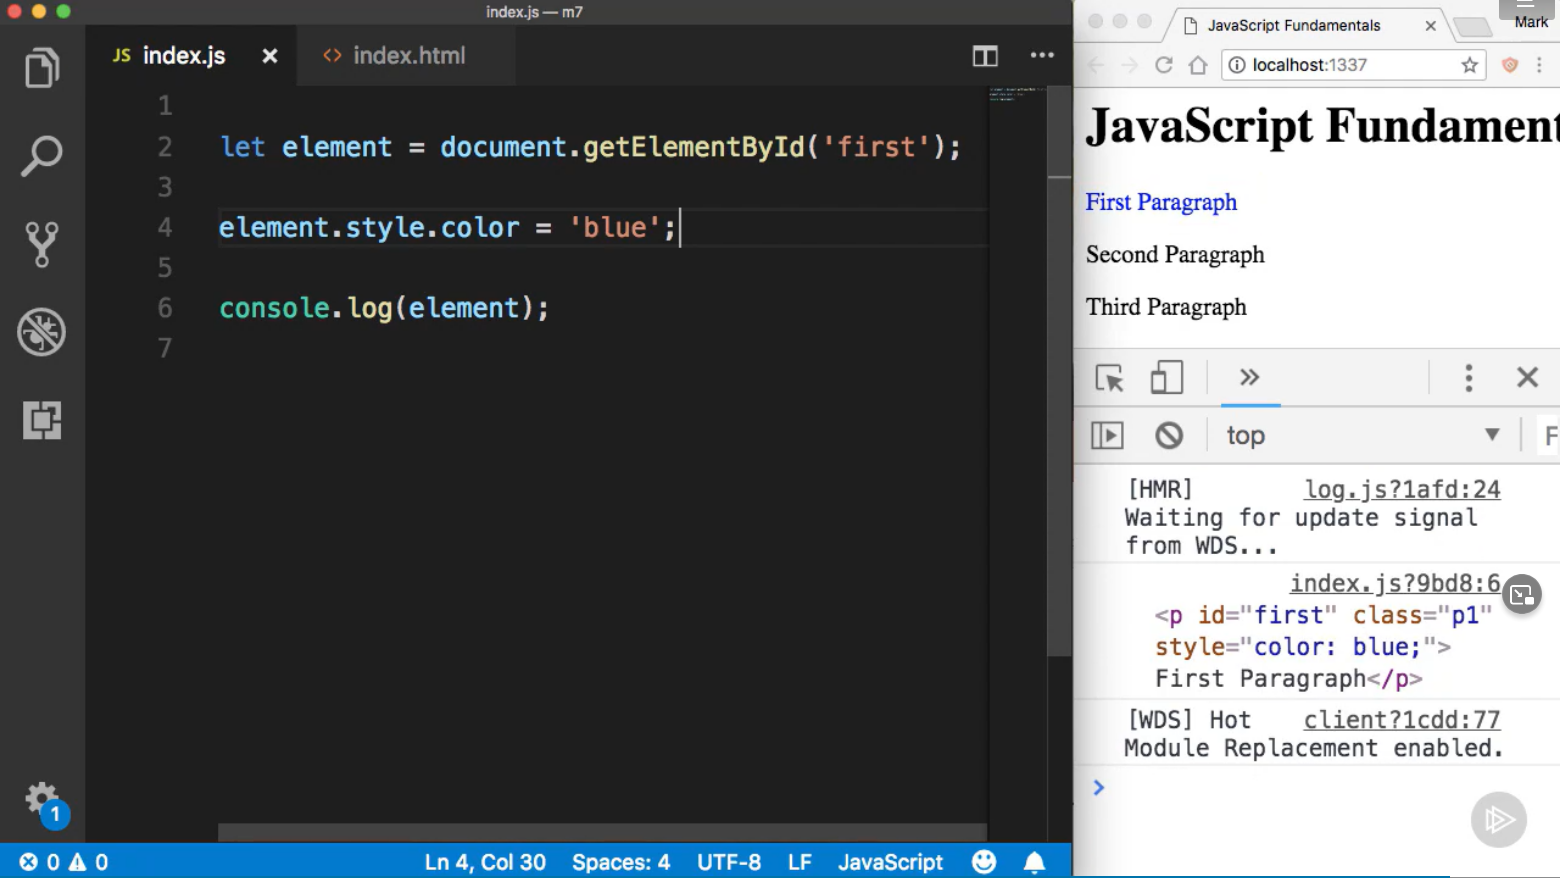 index.js — m7
JS index.js
<> index.html
1
2 let element = document.getElementById('first');
3
4 element.style.color = 'blue';
5
6 console.log(element);
7
1
0 0
Ln 4, Col 30 Spaces: 4 UTF-8 LF JavaScript
JavaScript Fundamentals
Mark
localhost:1337
JavaScript Fundament
First Paragraph
Second Paragraph
Third Paragraph
top
F
[HMR] log.js?1afd:24
Waiting for update signal
from WDS...
index.js?9bd8:6
<p id="first" class="p1"
style="color: blue;">
First Paragraph</p>
[WDS] Hot client?1cdd:77
Module Replacement enabled.